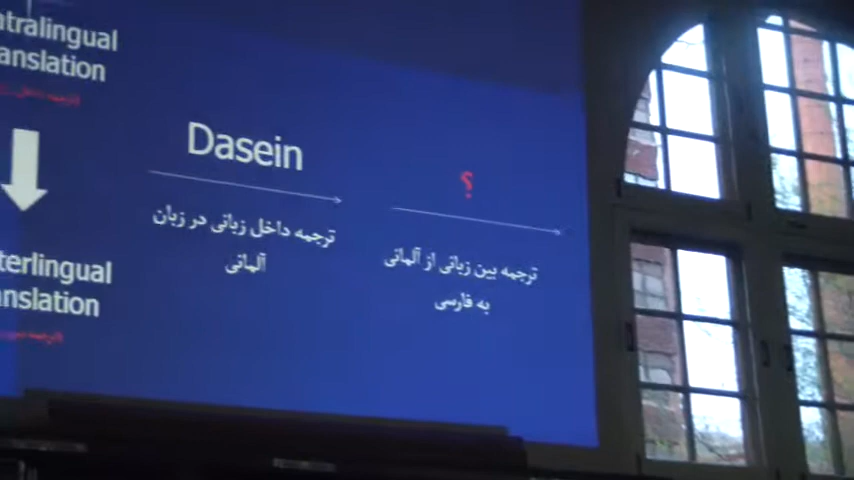 ntralingual
anslation
Dasein
؟
ترجمه داخل زبانی در زبان
آلمانی
ترجمه بین زبانی از آلمانی
به فارسی
terlingual
anslation